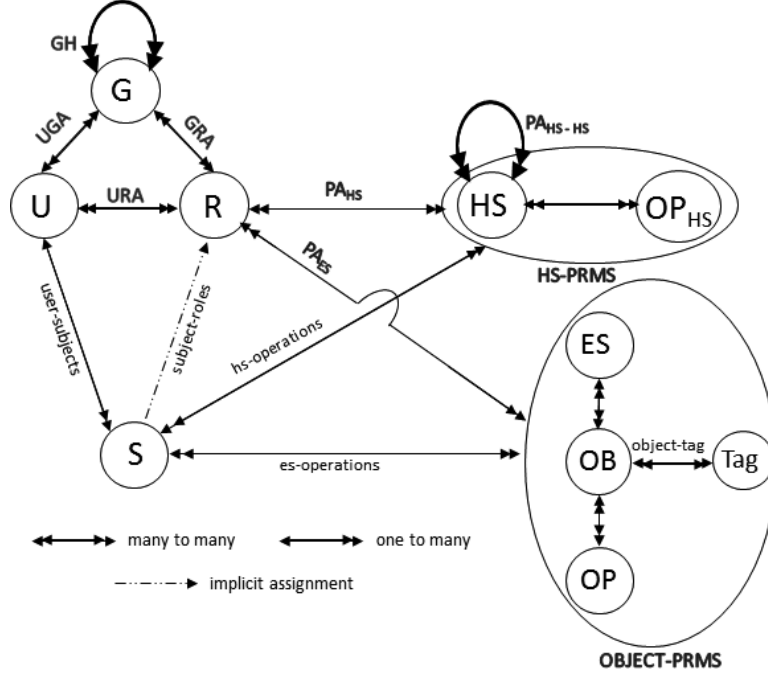 GH
G
UGA
GRA
PAHS - HS
U
URA
R
PAHS
HS
OPHS
HS-PRMS
PAES
user-subjects
subject-roles
hs-operations
ES
S
es-operations
OB
object-tag
Tag
OP
many to many
one to many
implicit assignment
OBJECT-PRMS